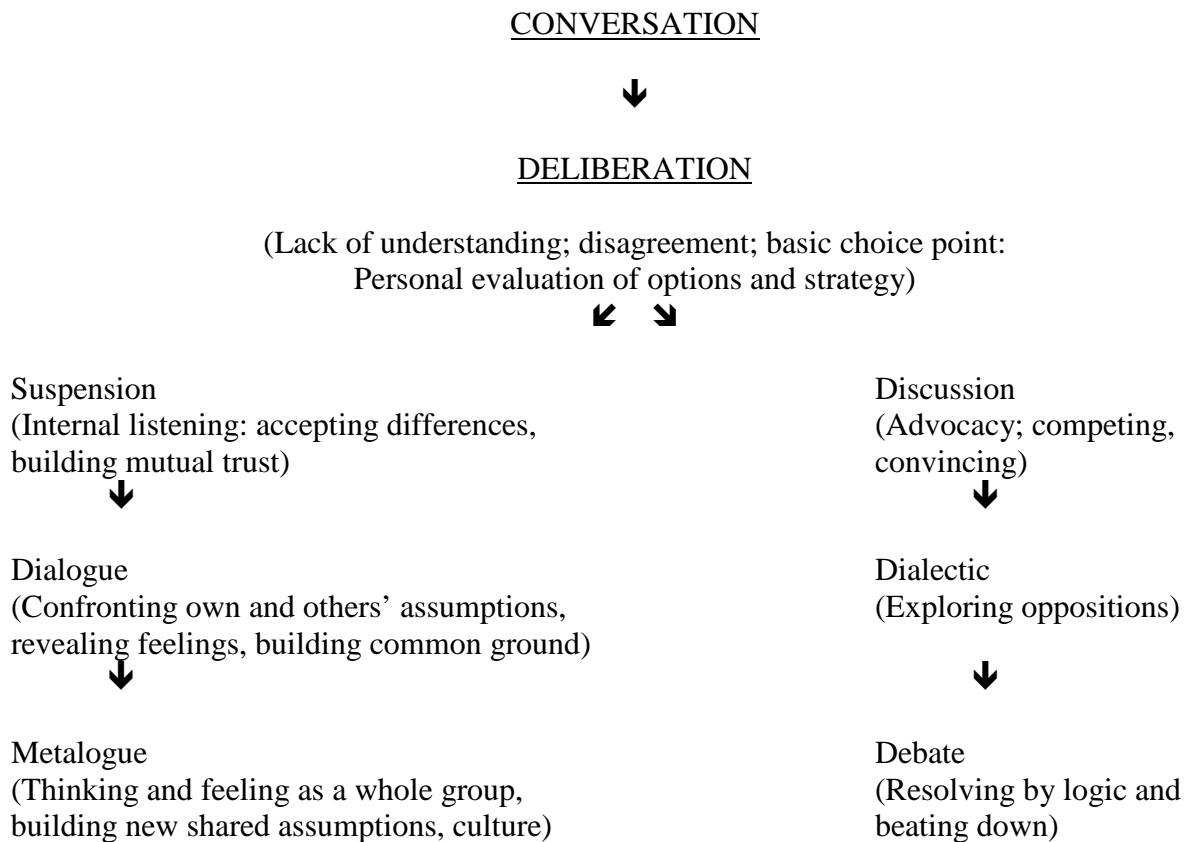 CONVERSATION
DELIBERATION
(Lack of understanding; disagreement; basic choice point:
Personal evaluation of options and strategy)
Suspension
(Internal listening: accepting differences,
building mutual trust)
Discussion
(Advocacy; competing,
convincing)
Dialogue
(Confronting own and others’ assumptions,
revealing feelings, building common ground)
Dialectic
(Exploring oppositions)
Metalogue
(Thinking and feeling as a whole group,
building new shared assumptions, culture)
Debate
(Resolving by logic and
beating down)